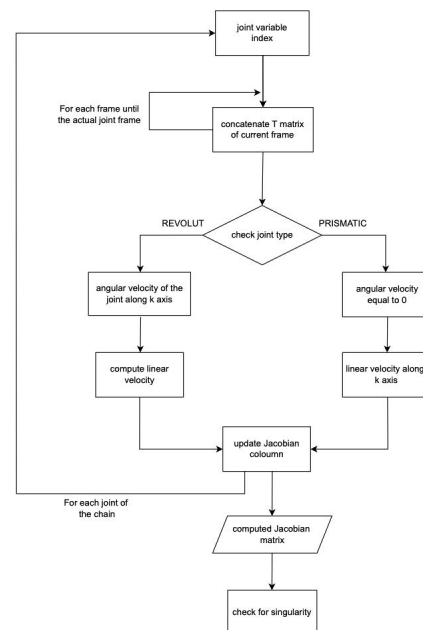 joint variable
index
For each frame until
the actual joint frame
concatenate T matrix
of current frame
REVOLUT
PRISMATIC
check joint type
angular velocity of the
joint along k axis
angular velocity
equal to 0
compute linear
velocity
linear velocity along
k axis
update Jacobian
coloumn
For each joint of
the chain
computed Jacobian
matrix
check for singularity